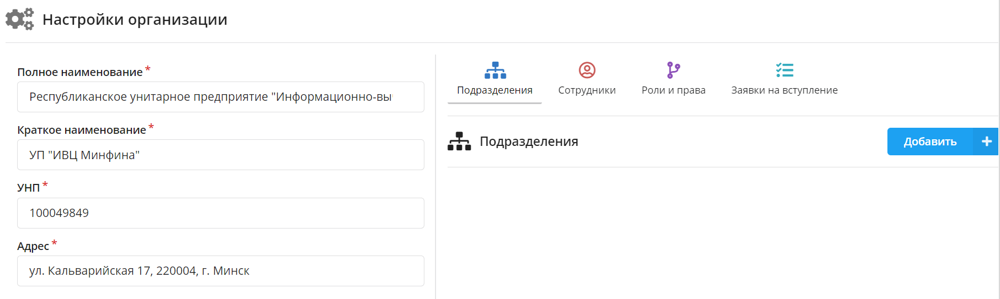 Настройки организации
Полное наименование *
Республиканское унитарное предприятие "Информационно-вы
Краткое наименование *
УП "ИВЦ Минфина"
УНП *
100049849
Адрес *
ул. Кальварийская 17, 220004, г. Минск
Подразделения
Сотрудники
Роли и права
Заявки на вступление
Подразделения
Добавить +